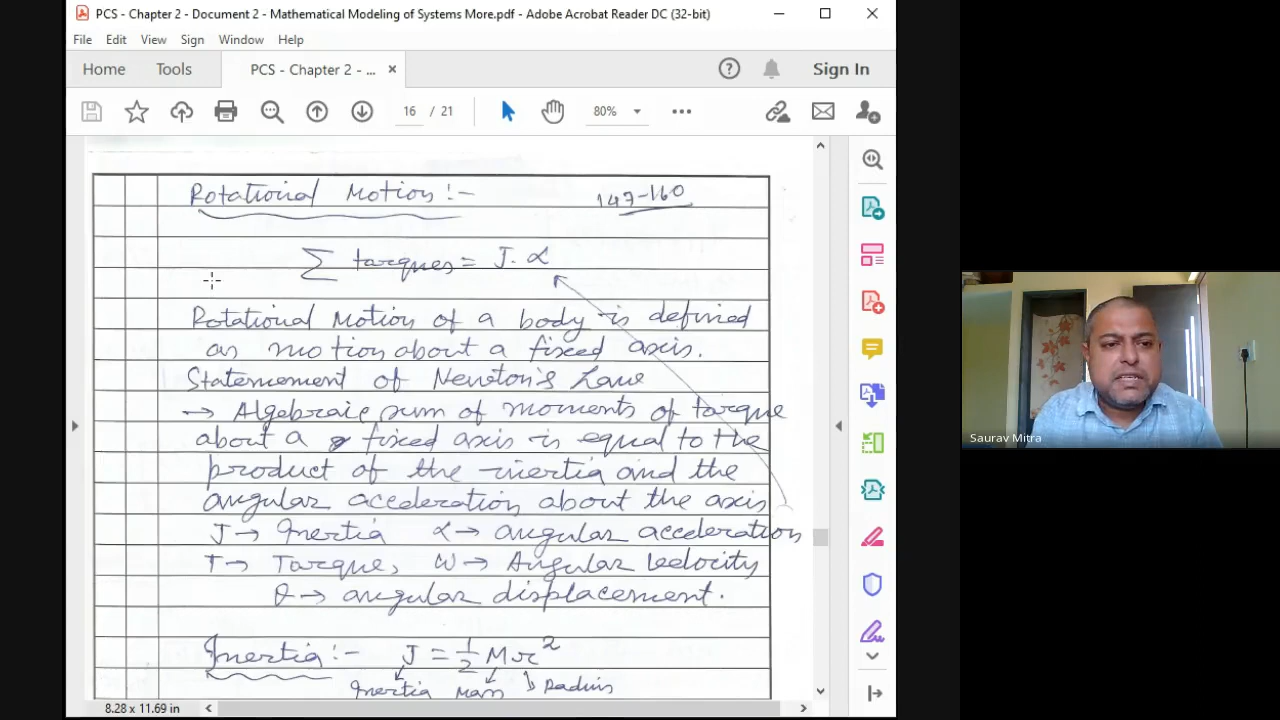 PCS - Chapter 2 - Document 2 - Mathematical Modeling of Systems More.pdf - Adobe Acrobat Reader DC (32-bit)
File Edit View Sign Window Help
Home Tools PCS - Chapter 2 - ... × Sign In
16 / 21 80%
Rotational Motion :- 147-160
∑ torques = J. α
Rotational Motion of a body is defined
as motion about a fixed axis.
Statemement of Newton's Law
→ Algebraic sum of moments of torque
about a fixed axis is equal to the
product of the inertia and the
angular acceleration about the axis
J → Inertia α → angular acceleration
T → Torque, ω → Angular Velocity
θ → angular displacement.
Inertia :- J = 1/2 Mr²
Inertia Mass Radius
8.28 x 11.69 in
Saurav Mitra